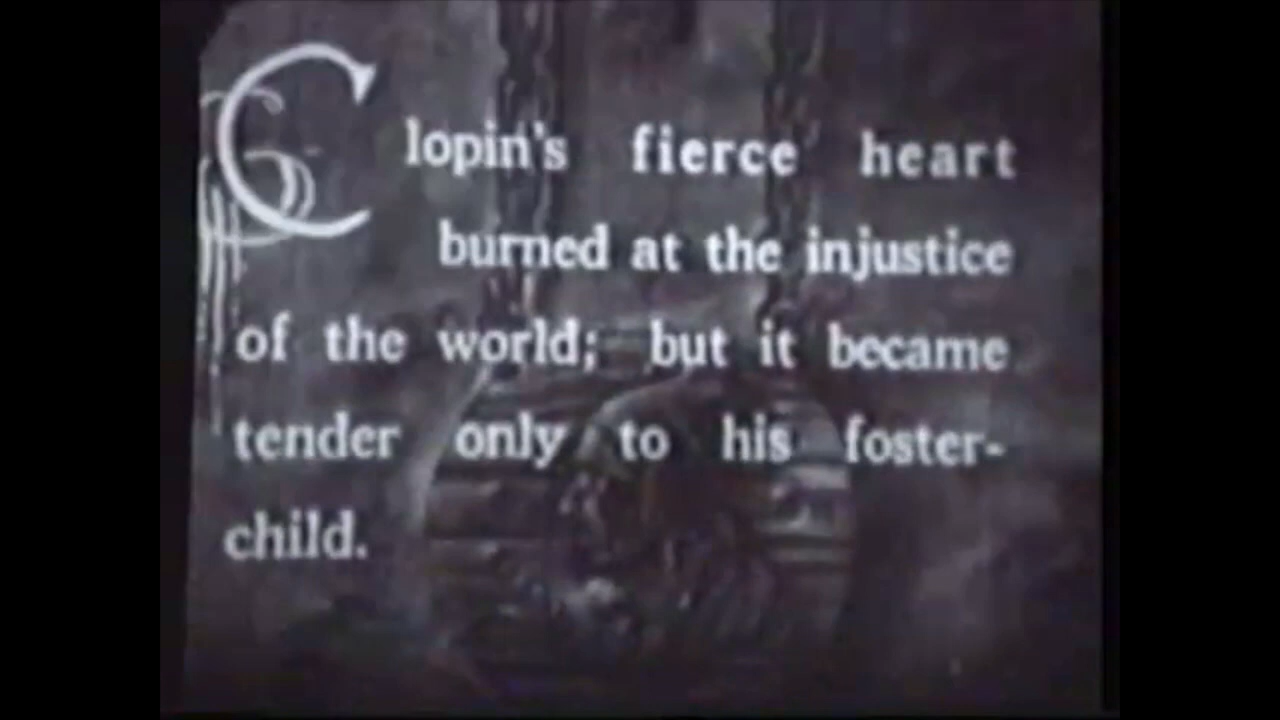 Clopin's fierce heart
burned at the injustice
of the world; but it became
tender only to his foster-
child.